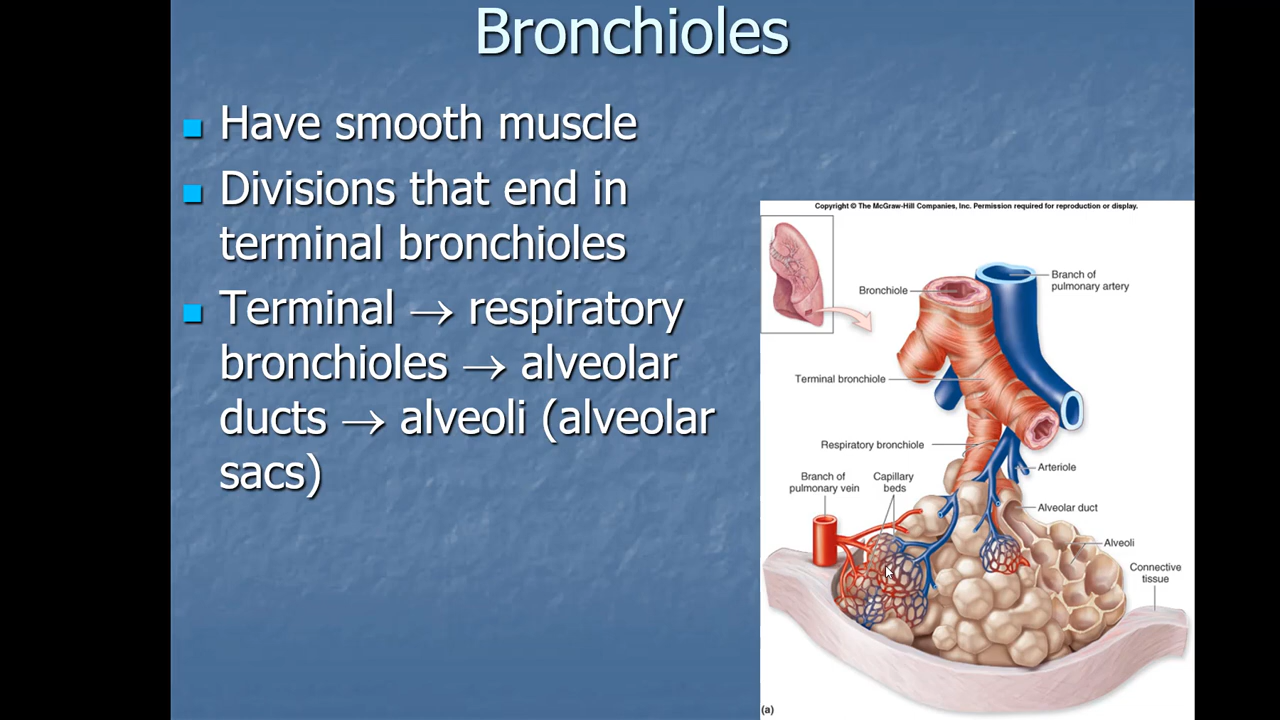 Bronchioles
Have smooth muscle
Divisions that end in
terminal bronchioles
Terminal → respiratory
bronchioles → alveolar
ducts → alveoli (alveolar
sacs)
Copyright © The McGraw-Hill Companies, Inc. Permission required for reproduction or display.
Bronchiole
Branch of
pulmonary artery
Terminal bronchiole
Respiratory bronchiole
Arteriole
Branch of
pulmonary vein
Capillary
beds
Alveolar duct
Alveoli
Connective
tissue
(a)